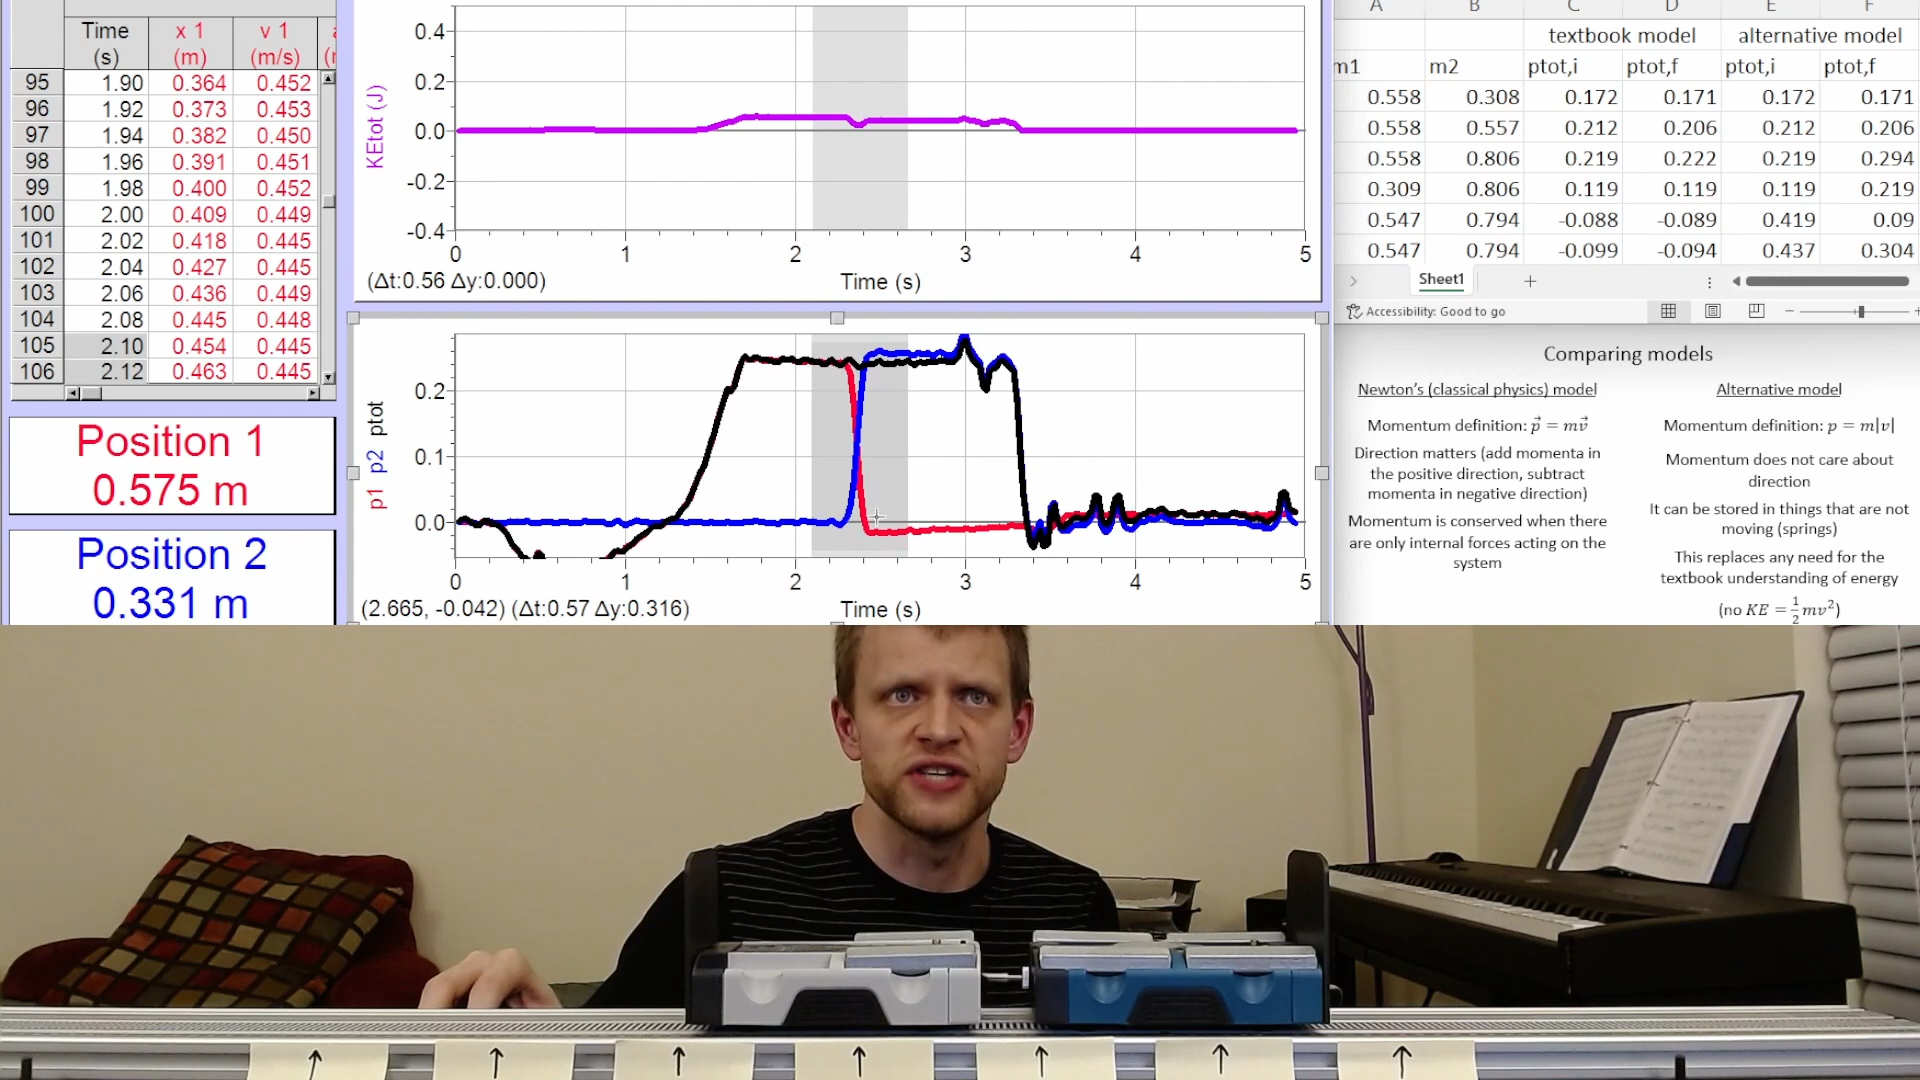 Time x 1 v 1
(s) (m) (m/s)
95 1.90 0.364 0.452
96 1.92 0.373 0.453
97 1.94 0.382 0.450
98 1.96 0.391 0.451
99 1.98 0.400 0.452
100 2.00 0.409 0.449
101 2.02 0.418 0.445
102 2.04 0.427 0.445
103 2.06 0.436 0.449
104 2.08 0.445 0.448
105 2.10 0.454 0.445
106 2.12 0.463 0.445
Position 1
0.575 m
Position 2
0.331 m
KEtot (J)
0.4
0.2
0.0
-0.2
-0.4
0 1 2 3 4 5
(Δt:0.56 Δy:0.000) Time (s)
p1 p2 ptot
0.2
0.1
0.0
0 1 2 3 4 5
(2.665, -0.042) (Δt:0.57 Δy:0.316) Time (s)
A B C D E F
textbook model alternative model
m1 m2 ptot,i ptot,f ptot,i ptot,f
0.558 0.308 0.172 0.171 0.172 0.171
0.558 0.557 0.212 0.206 0.212 0.206
0.558 0.806 0.219 0.222 0.219 0.294
0.309 0.806 0.119 0.119 0.119 0.219
0.547 0.794 -0.088 -0.089 0.419 0.09
0.547 0.794 -0.099 -0.094 0.437 0.304
Sheet1
Accessibility: Good to go
Comparing models
Newton's (classical physics) model
Momentum definition: p⃗ = mv⃗
Direction matters (add momenta in
the positive direction, subtract
momenta in negative direction)
Momentum is conserved when there
are only internal forces acting on the
system
Alternative model
Momentum definition: p = m|v|
Momentum does not care about
direction
It can be stored in things that are not
moving (springs)
This replaces any need for the
textbook understanding of energy
(no KE = 1/2 mv²)